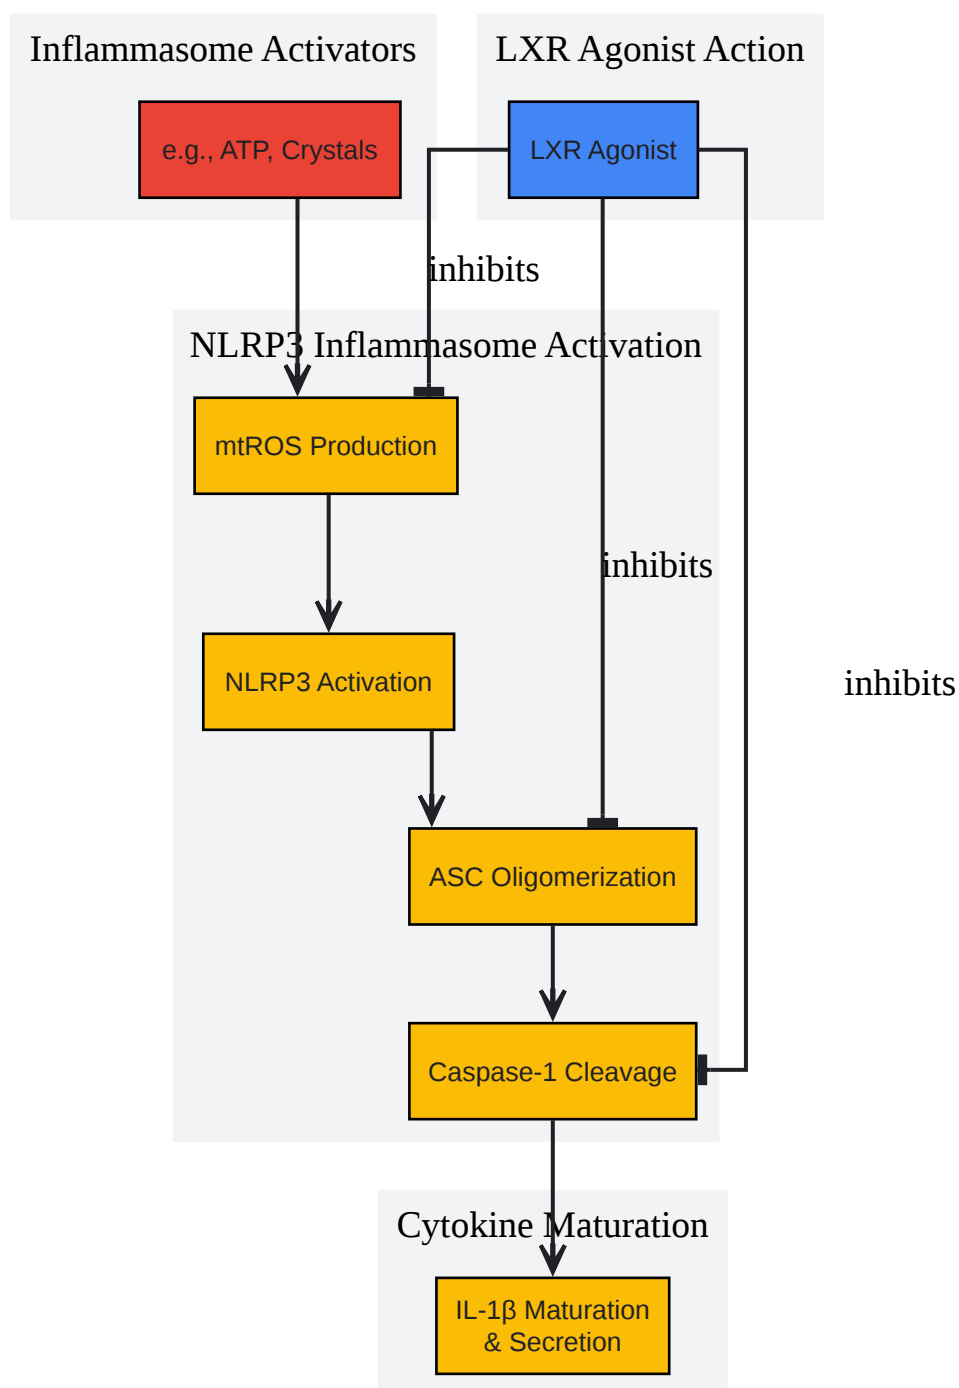 Inflammasome Activators
LXR Agonist Action
e.g., ATP, Crystals
LXR Agonist
inhibits
NLRP3 Inflammasome Activation
mtROS Production
inhibits
NLRP3 Activation
inhibits
ASC Oligomerization
Caspase-1 Cleavage
Cytokine Maturation
IL-1β Maturation
& Secretion